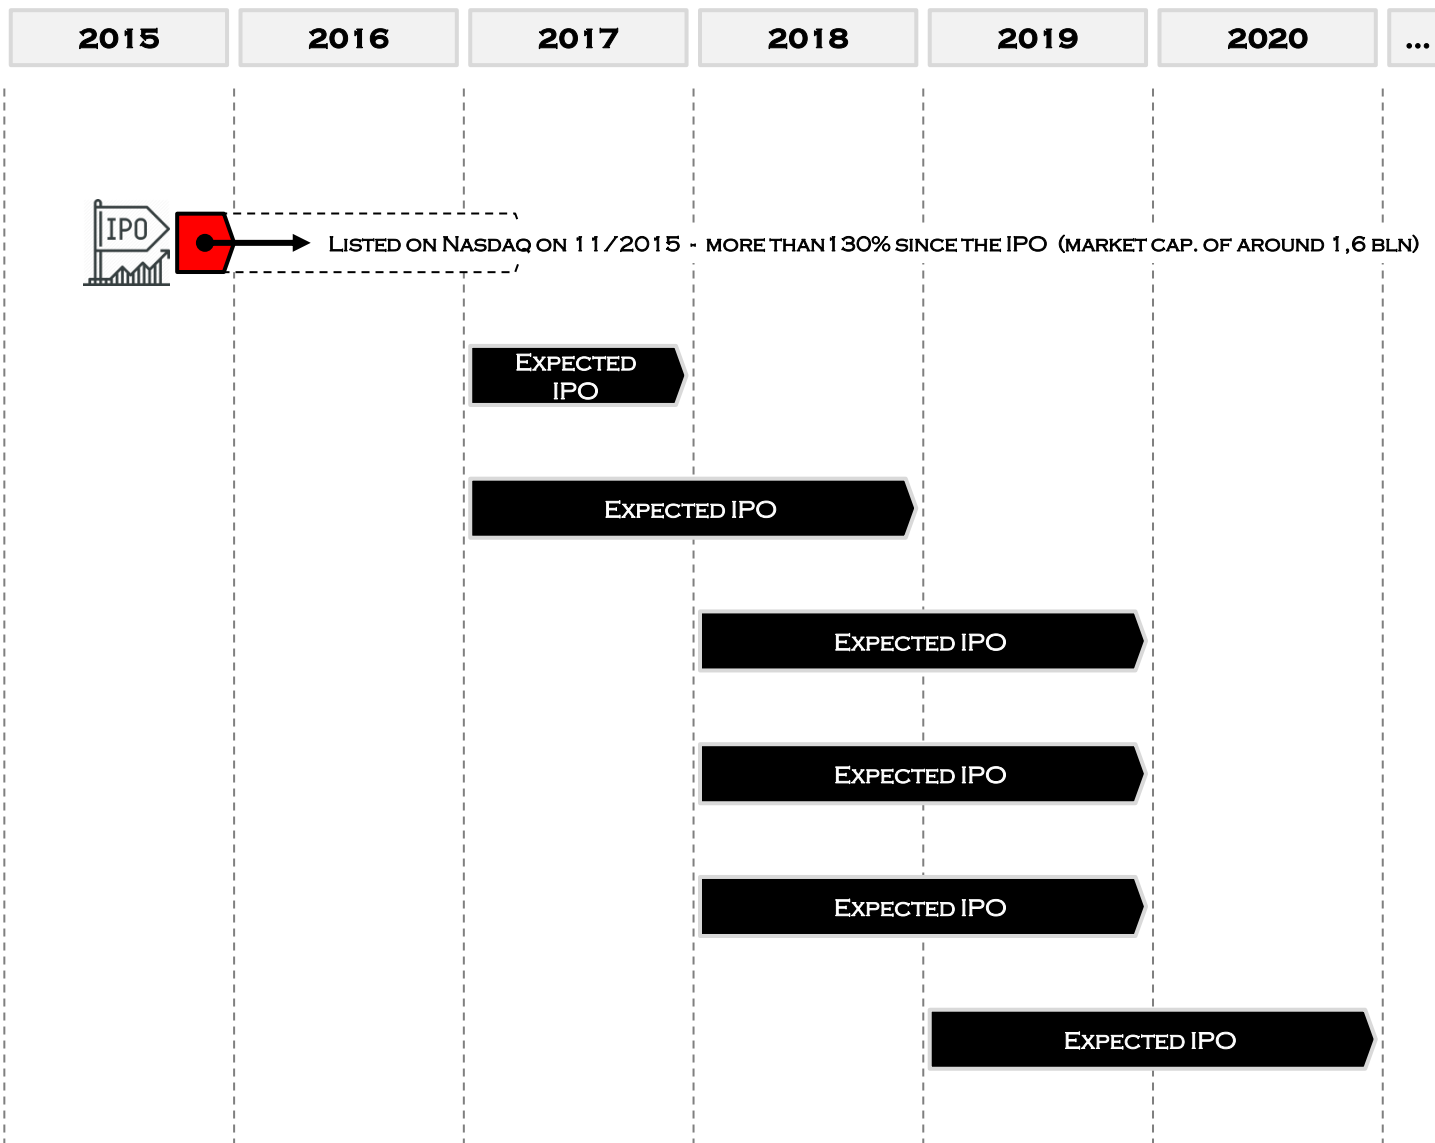 2015 2016 2017 2018 2019 2020 ...
IPO
Listed on Nasdaq on 11/2015 - more than 130% since the IPO (market cap. of around 1,6 bln)
Expected
IPO
Expected IPO
Expected IPO
Expected IPO
Expected IPO
Expected IPO